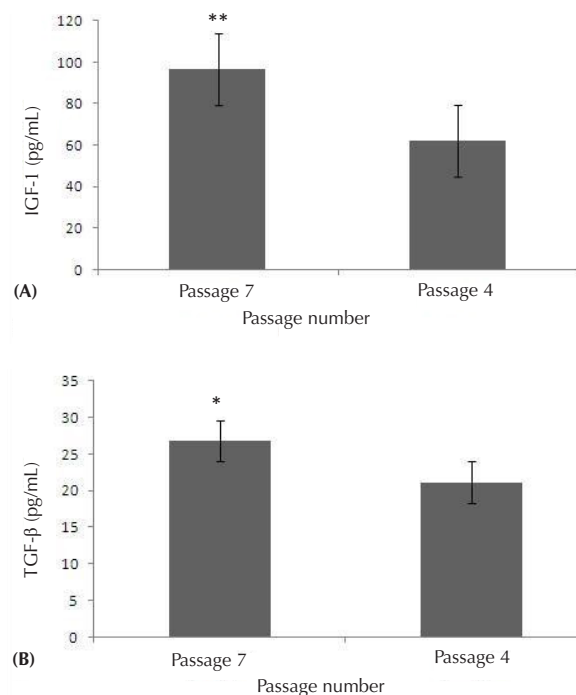 **
120
100
80
60
40
20
0
IGF-1 (pg/mL)
(A)
Passage 7 Passage 4
Passage number
*
35
30
25
20
15
10
5
0
TGF-β (pg/mL)
(B)
Passage 7 Passage 4
Passage number